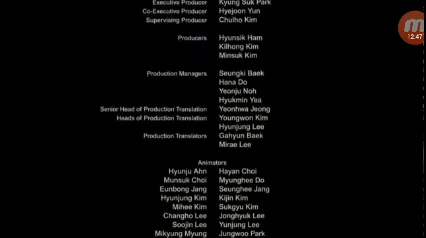 Executive Producer Kyung Suk Park
Co-Executive Producer Hyejoon Yun
Supervising Producer Chulho Kim
Producers Hyunsik Ham
Kilhong Kim
Minsuk Kim
Production Managers Seungki Baek
Hana Do
Yeonju Noh
Hyukmin Yea
Senior Head of Production Translation Yeonhwa Jeong
Heads of Production Translation Youngwon Kim
Hyunjung Lee
Production Translators Gahyun Baek
Mirae Lee
Animators
Hyunju Ahn Hayan Choi
Munsuk Choi Myunghee Do
Eunbong Jang Seunghee Jang
Hyunjung Kim Kijin Kim
Mihee Kim Sukgyu Kim
Changho Lee Jonghyuk Lee
Soojin Lee Yunjung Lee
Mikyung Myung Jungwoo Park
12:47